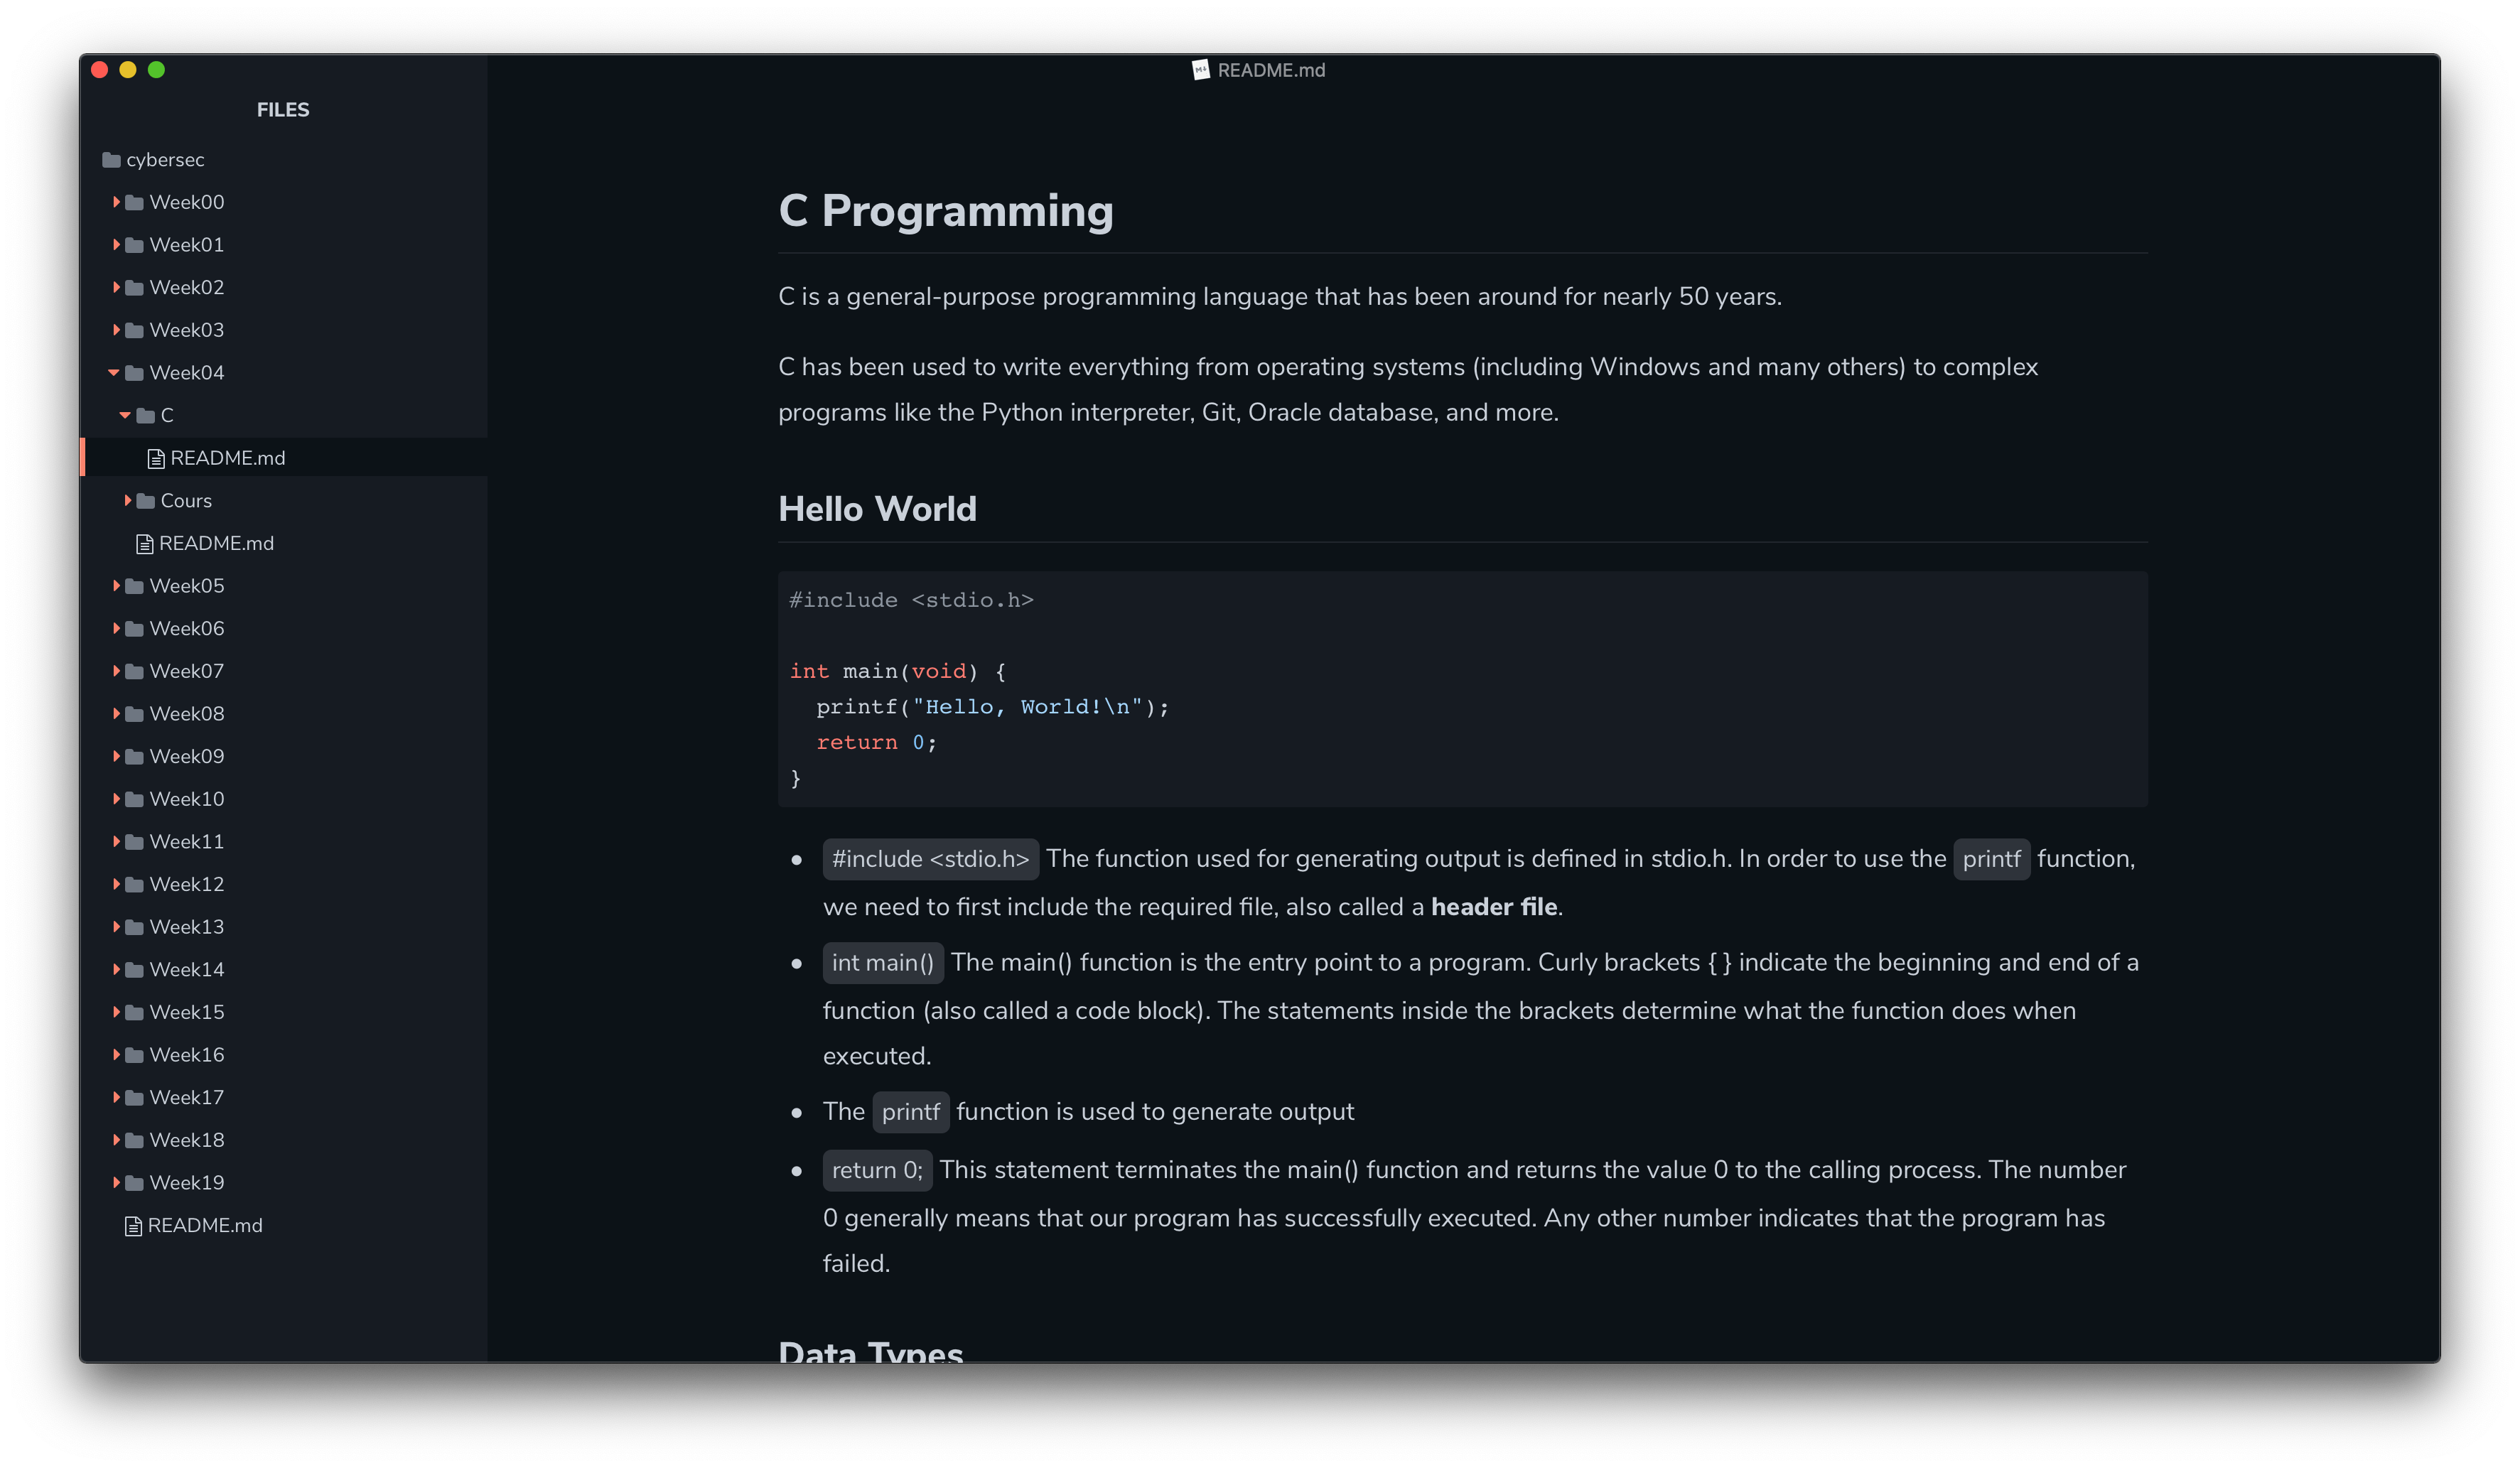 README.md
FILES
cybersec
Week00
Week01
Week02
Week03
Week04
C
README.md
Cours
README.md
Week05
Week06
Week07
Week08
Week09
Week10
Week11
Week12
Week13
Week14
Week15
Week16
Week17
Week18
Week19
README.md
C Programming
C is a general-purpose programming language that has been around for nearly 50 years.
C has been used to write everything from operating systems (including Windows and many others) to complex
programs like the Python interpreter, Git, Oracle database, and more.
Hello World
#include <stdio.h>
int main(void) {
  printf("Hello, World!\n");
  return 0;
}
#include <stdio.h> The function used for generating output is defined in stdio.h. In order to use the printf function,
we need to first include the required file, also called a header file.
int main() The main() function is the entry point to a program. Curly brackets { } indicate the beginning and end of a
function (also called a code block). The statements inside the brackets determine what the function does when
executed.
The printf function is used to generate output
return 0; This statement terminates the main() function and returns the value 0 to the calling process. The number
0 generally means that our program has successfully executed. Any other number indicates that the program has
failed.
Data Types